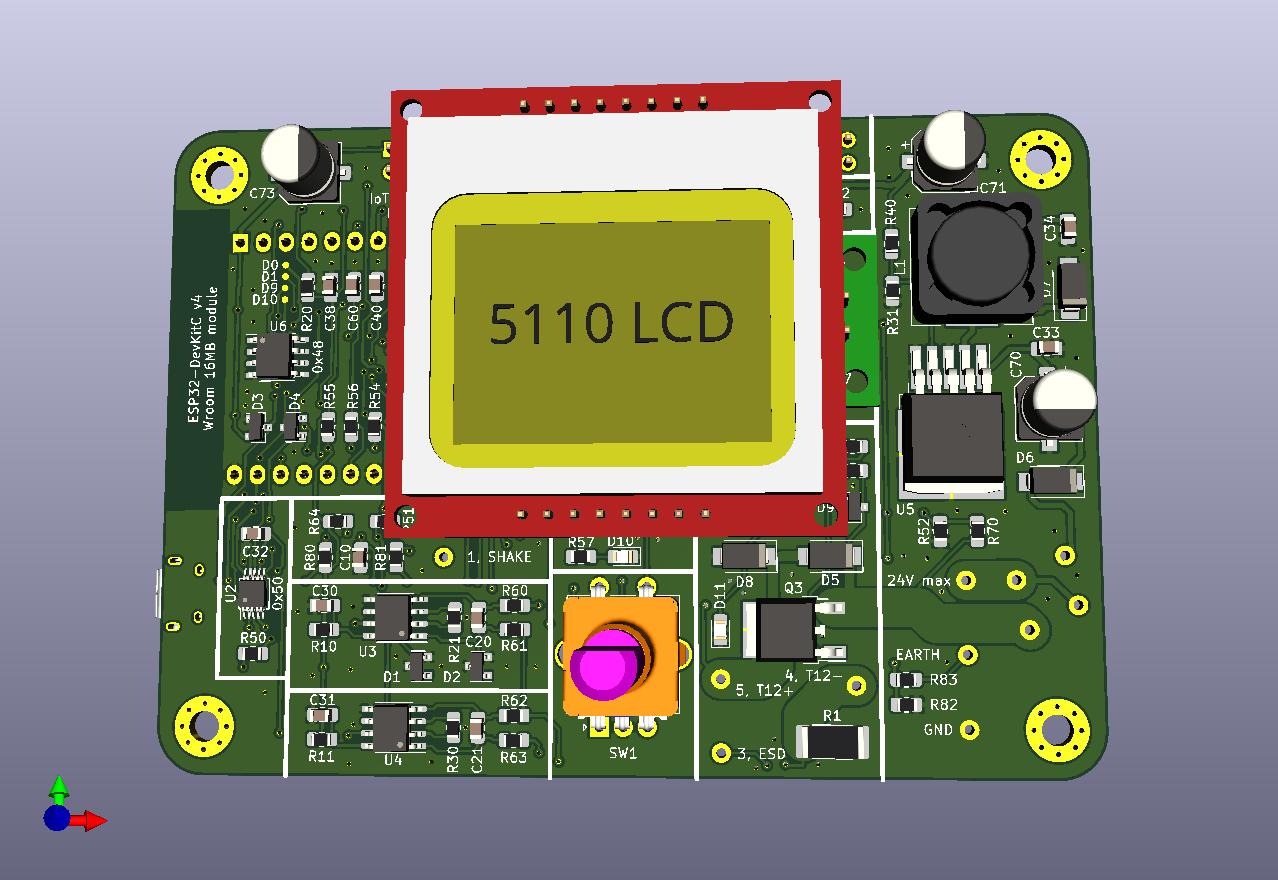 C73
IoT
C71
R40
C34
L1
R31
C33
C70
D6
U5
R52
R70
24V max
EARTH
R83
R82
GND
5110 LCD
D0
D1
D9
D10
U6
R20
C38
C60
C40
0x48
ESP32-DevKitC v4
Wroom 16MB module
D3
D4
R55
R56
R54
R64
51
C32
R80
C10
R81
1, SHAKE
R57
D10
D9
U2
0x50
R50
C30
R10
U3
D1
R21
D2
C20
R60
R61
C31
R11
U4
R30
C21
R62
R63
SW1
D8
D5
Q3
D11
4, T12-
5, T12+
R1
3, ESD